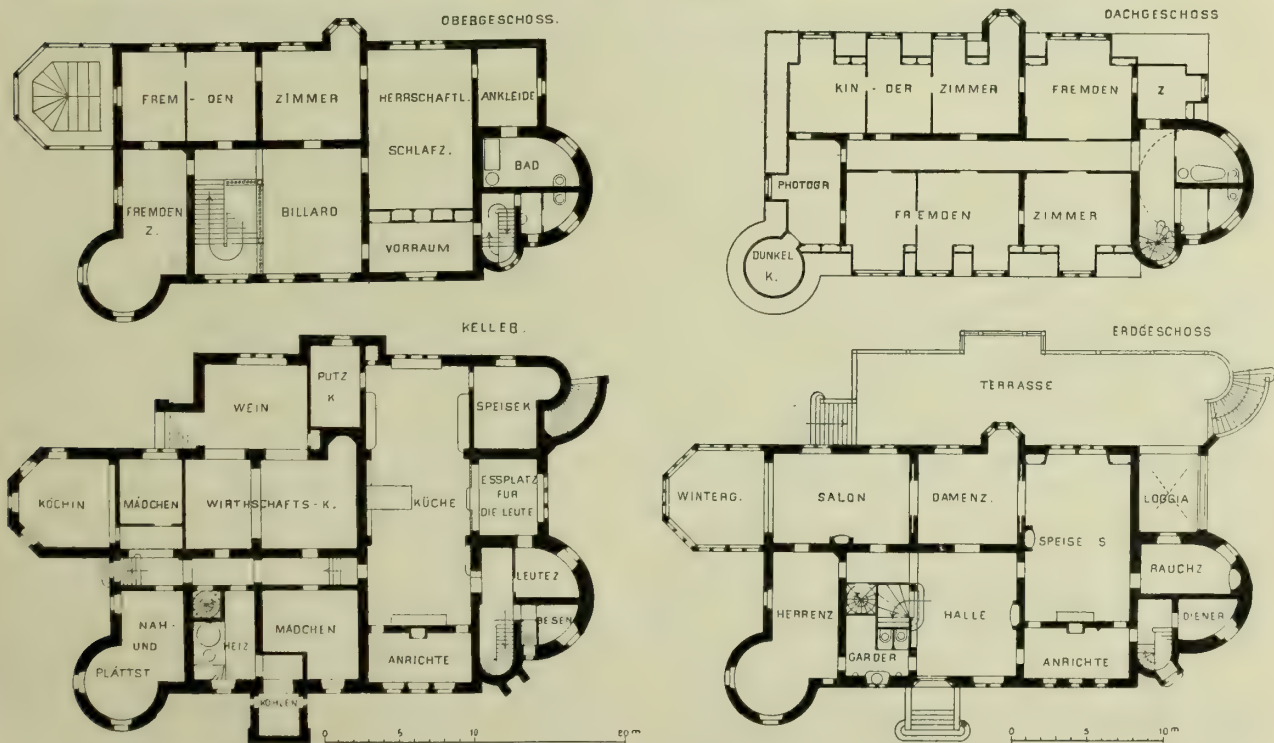 OBERGESCHOSS.
FREM-DEN ZIMMER
HERRSCHAFTL.
SCHLAFZ.
ANKLEIDE
BAD
FREMDEN
Z.
BILLARD
VORRAUM
DACHGESCHOSS
KIN-DER ZIMMER
FREMDEN
Z
PHOTOGR
FREMDEN
ZIMMER
DUNKEL
K.
KELLER.
PUTZ
K
WEIN
SPEISEK
KÖCHIN
MÄDCHEN
WIRTHSCHAFTS-K.
KÜCHE
ESSPLATZ
FÜR
DIE LEUTE
LEUTEZ
BESEN
NÄH-
UND
PLÄTTST
HEIZ
MÄDCHEN
ANRICHTE
KOHLEN
0 5 10 20 m
ERDGESCHOSS
TERRASSE
WINTERG.
SALON
DAMENZ.
LOGGIA
SPEISE S
RAUCHZ
HERRENZ
HALLE
DIENER
GARDER
ANRICHTE
0 5 10 m